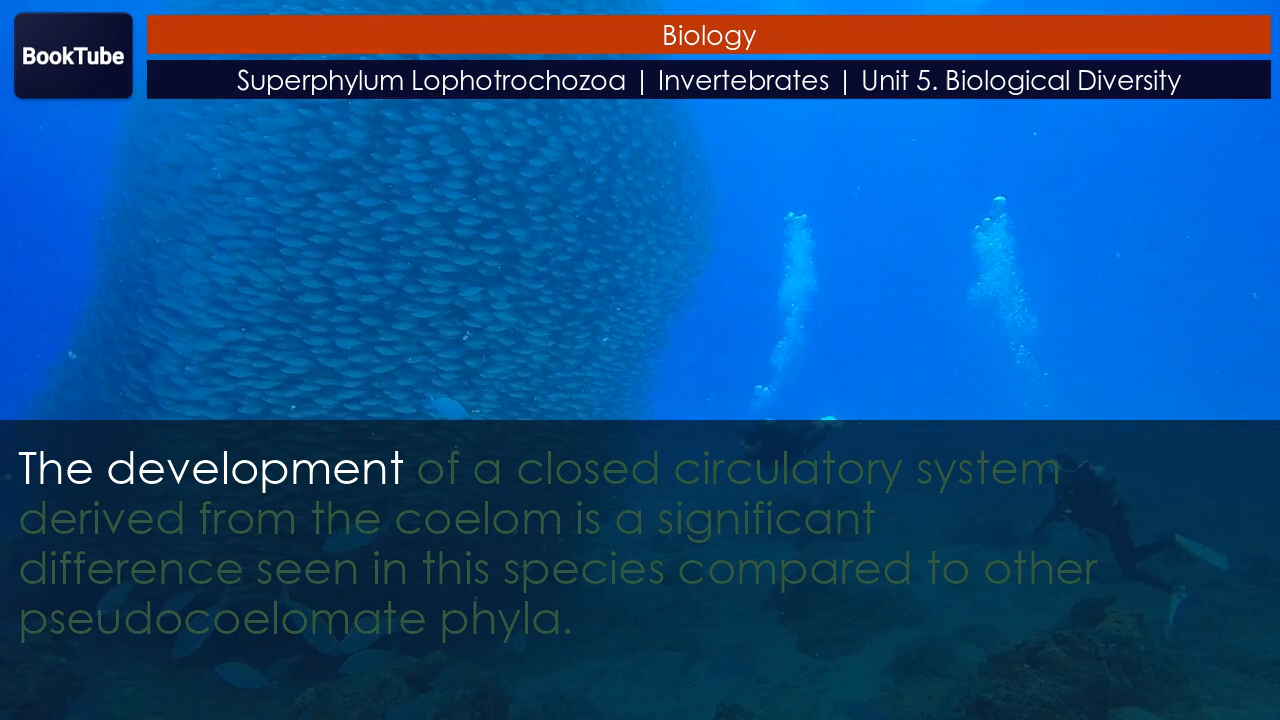 BookTube
Biology
Superphylum Lophotrochozoa | Invertebrates | Unit 5. Biological Diversity
The development of a closed circulatory system
derived from the coelom is a significant
difference seen in this species compared to other
pseudocoelomate phyla.